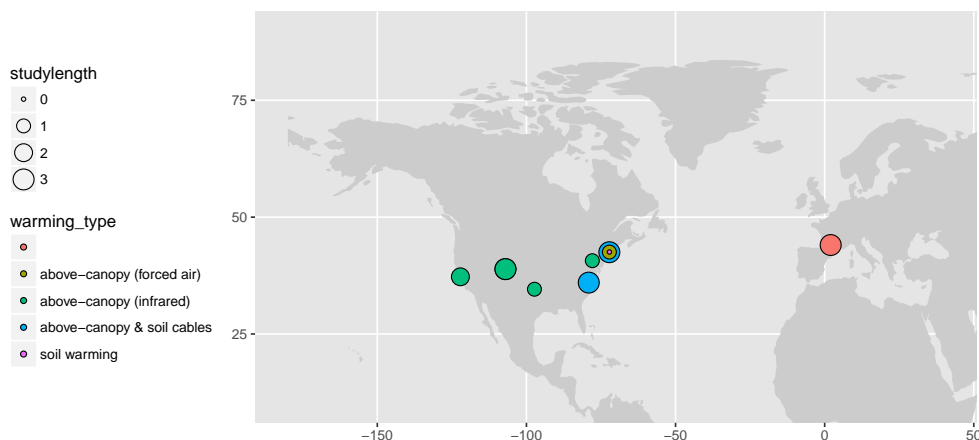 studylength
0
1
2
3
warming_type
above−canopy (forced air)
above−canopy (infrared)
above−canopy & soil cables
soil warming
75
50
25
−150
−100
−50
0
50